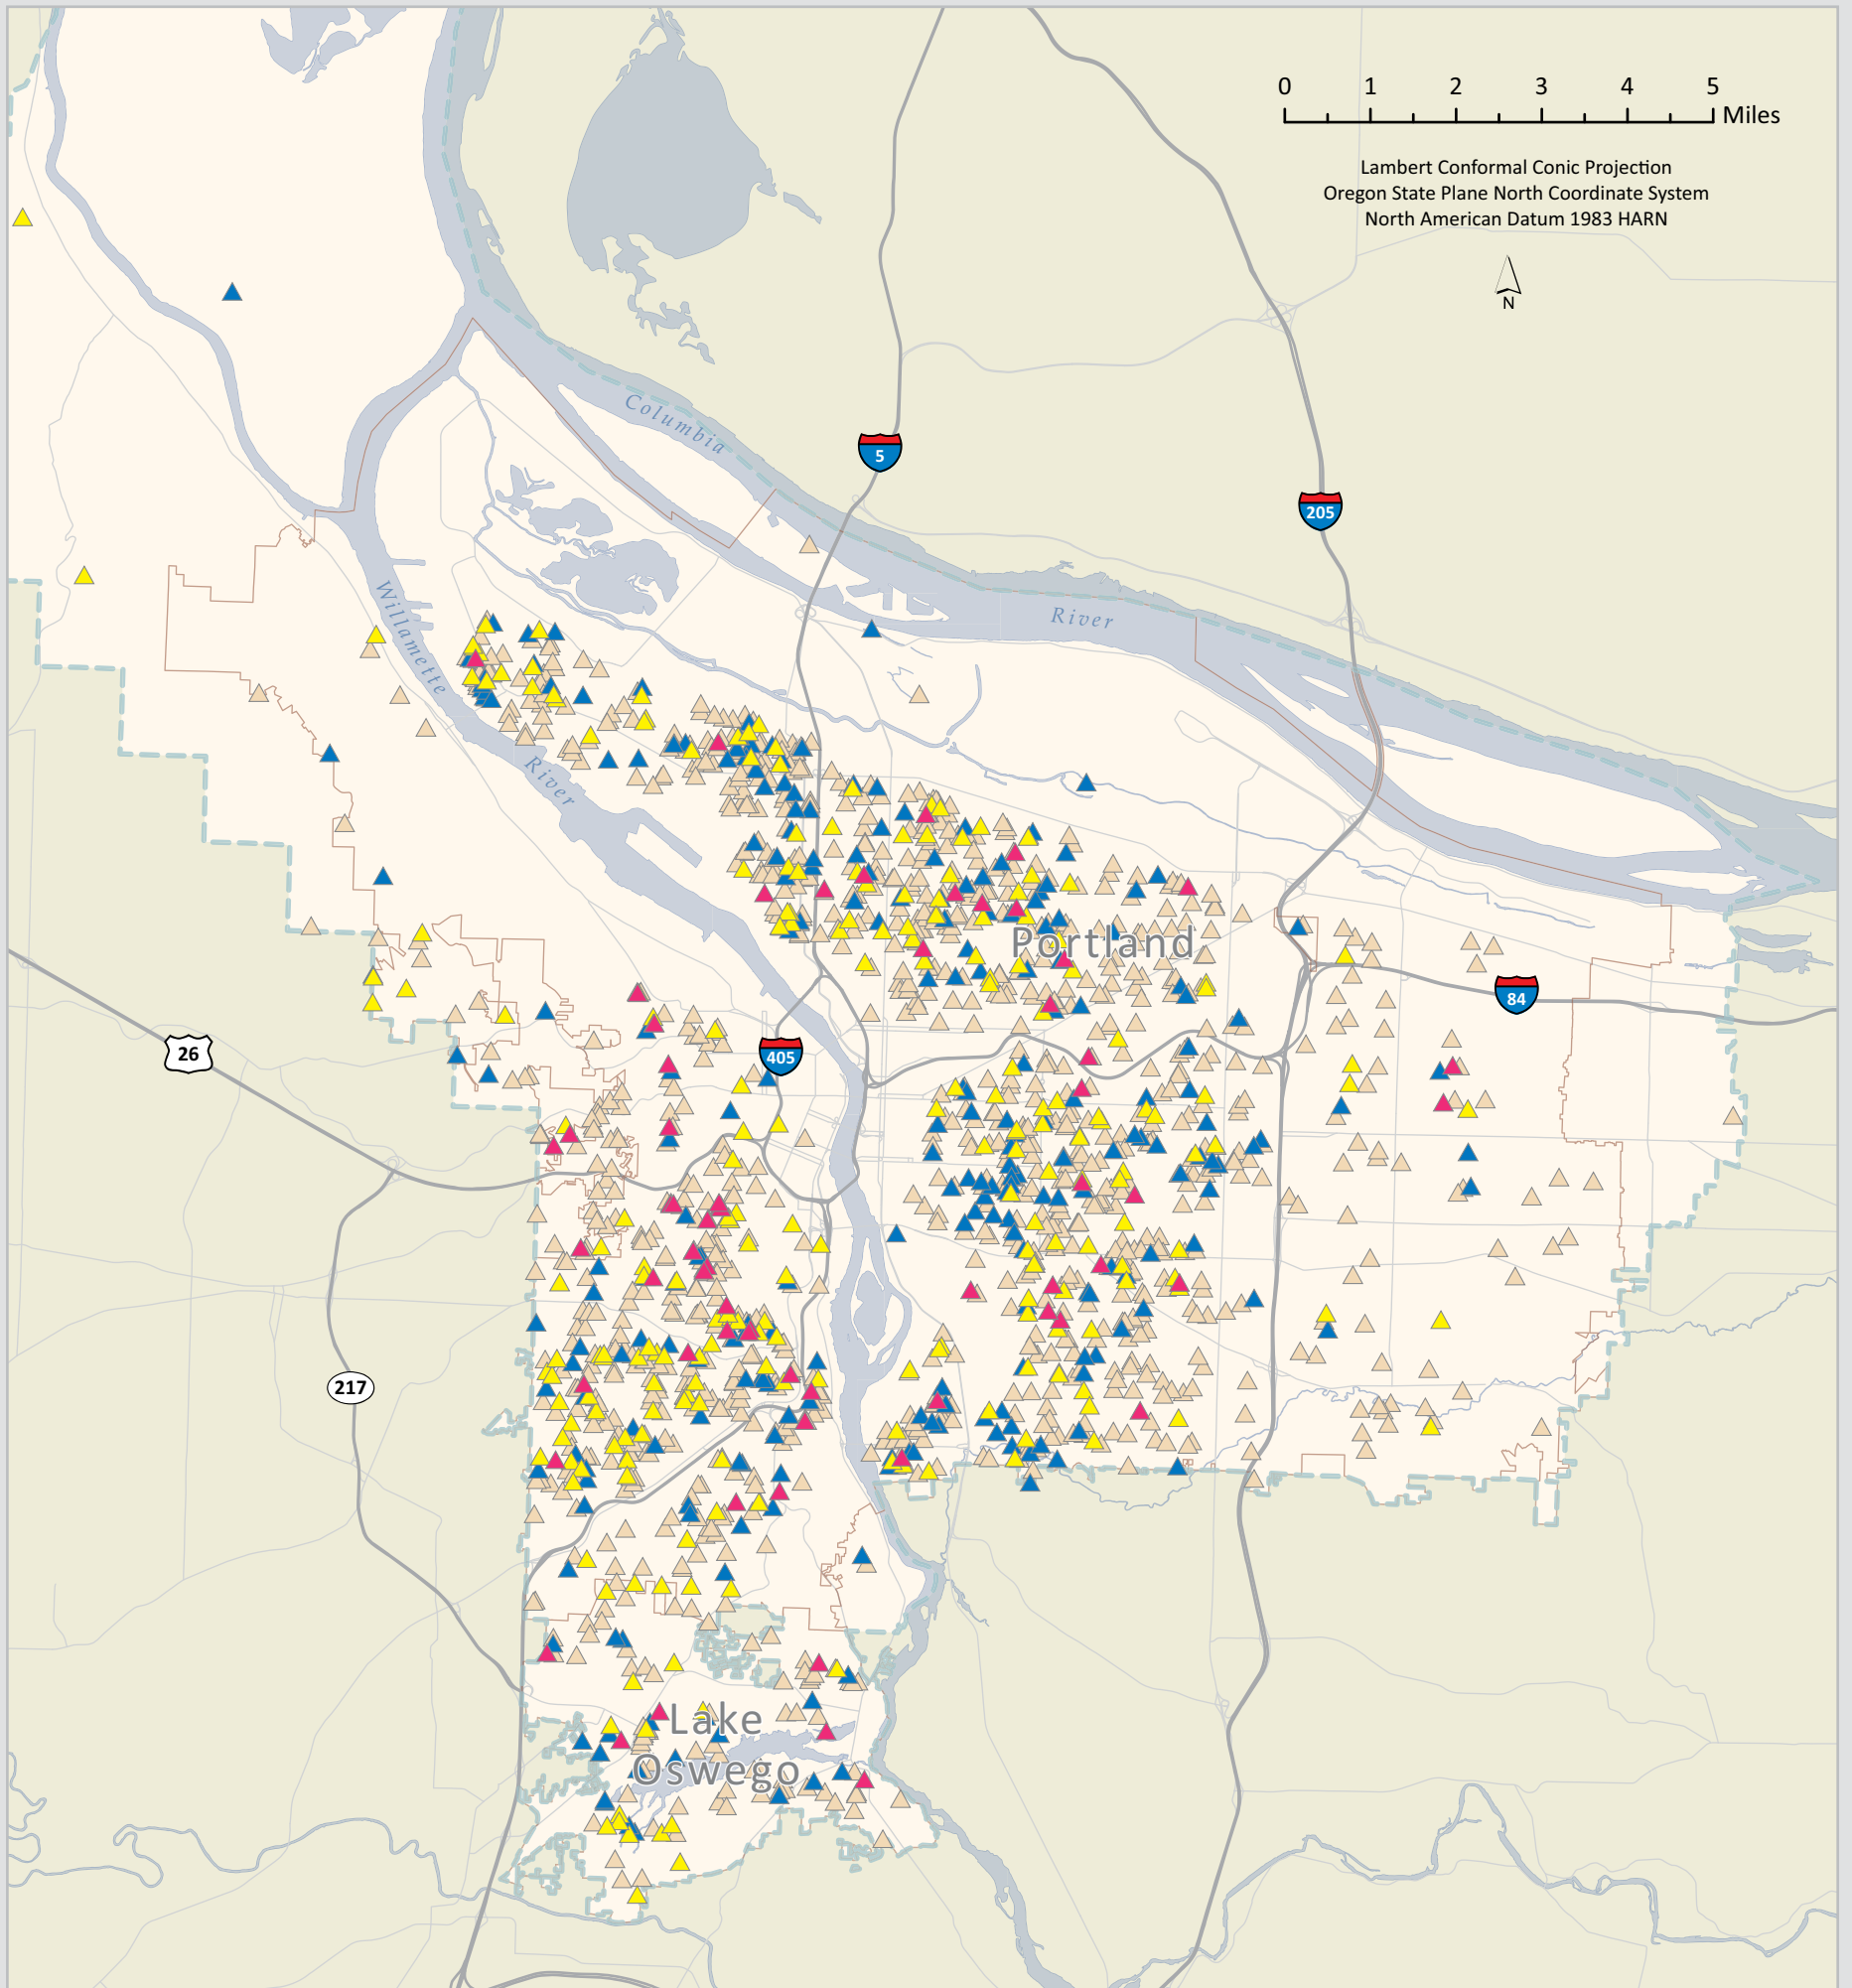 0 1 2 3 4 5
Miles
Lambert Conformal Conic Projection
Oregon State Plane North Coordinate System
North American Datum 1983 HARN
N
Columbia
5
205
River
Willamette
River
Portland
84
26
405
217
Lake
Oswego